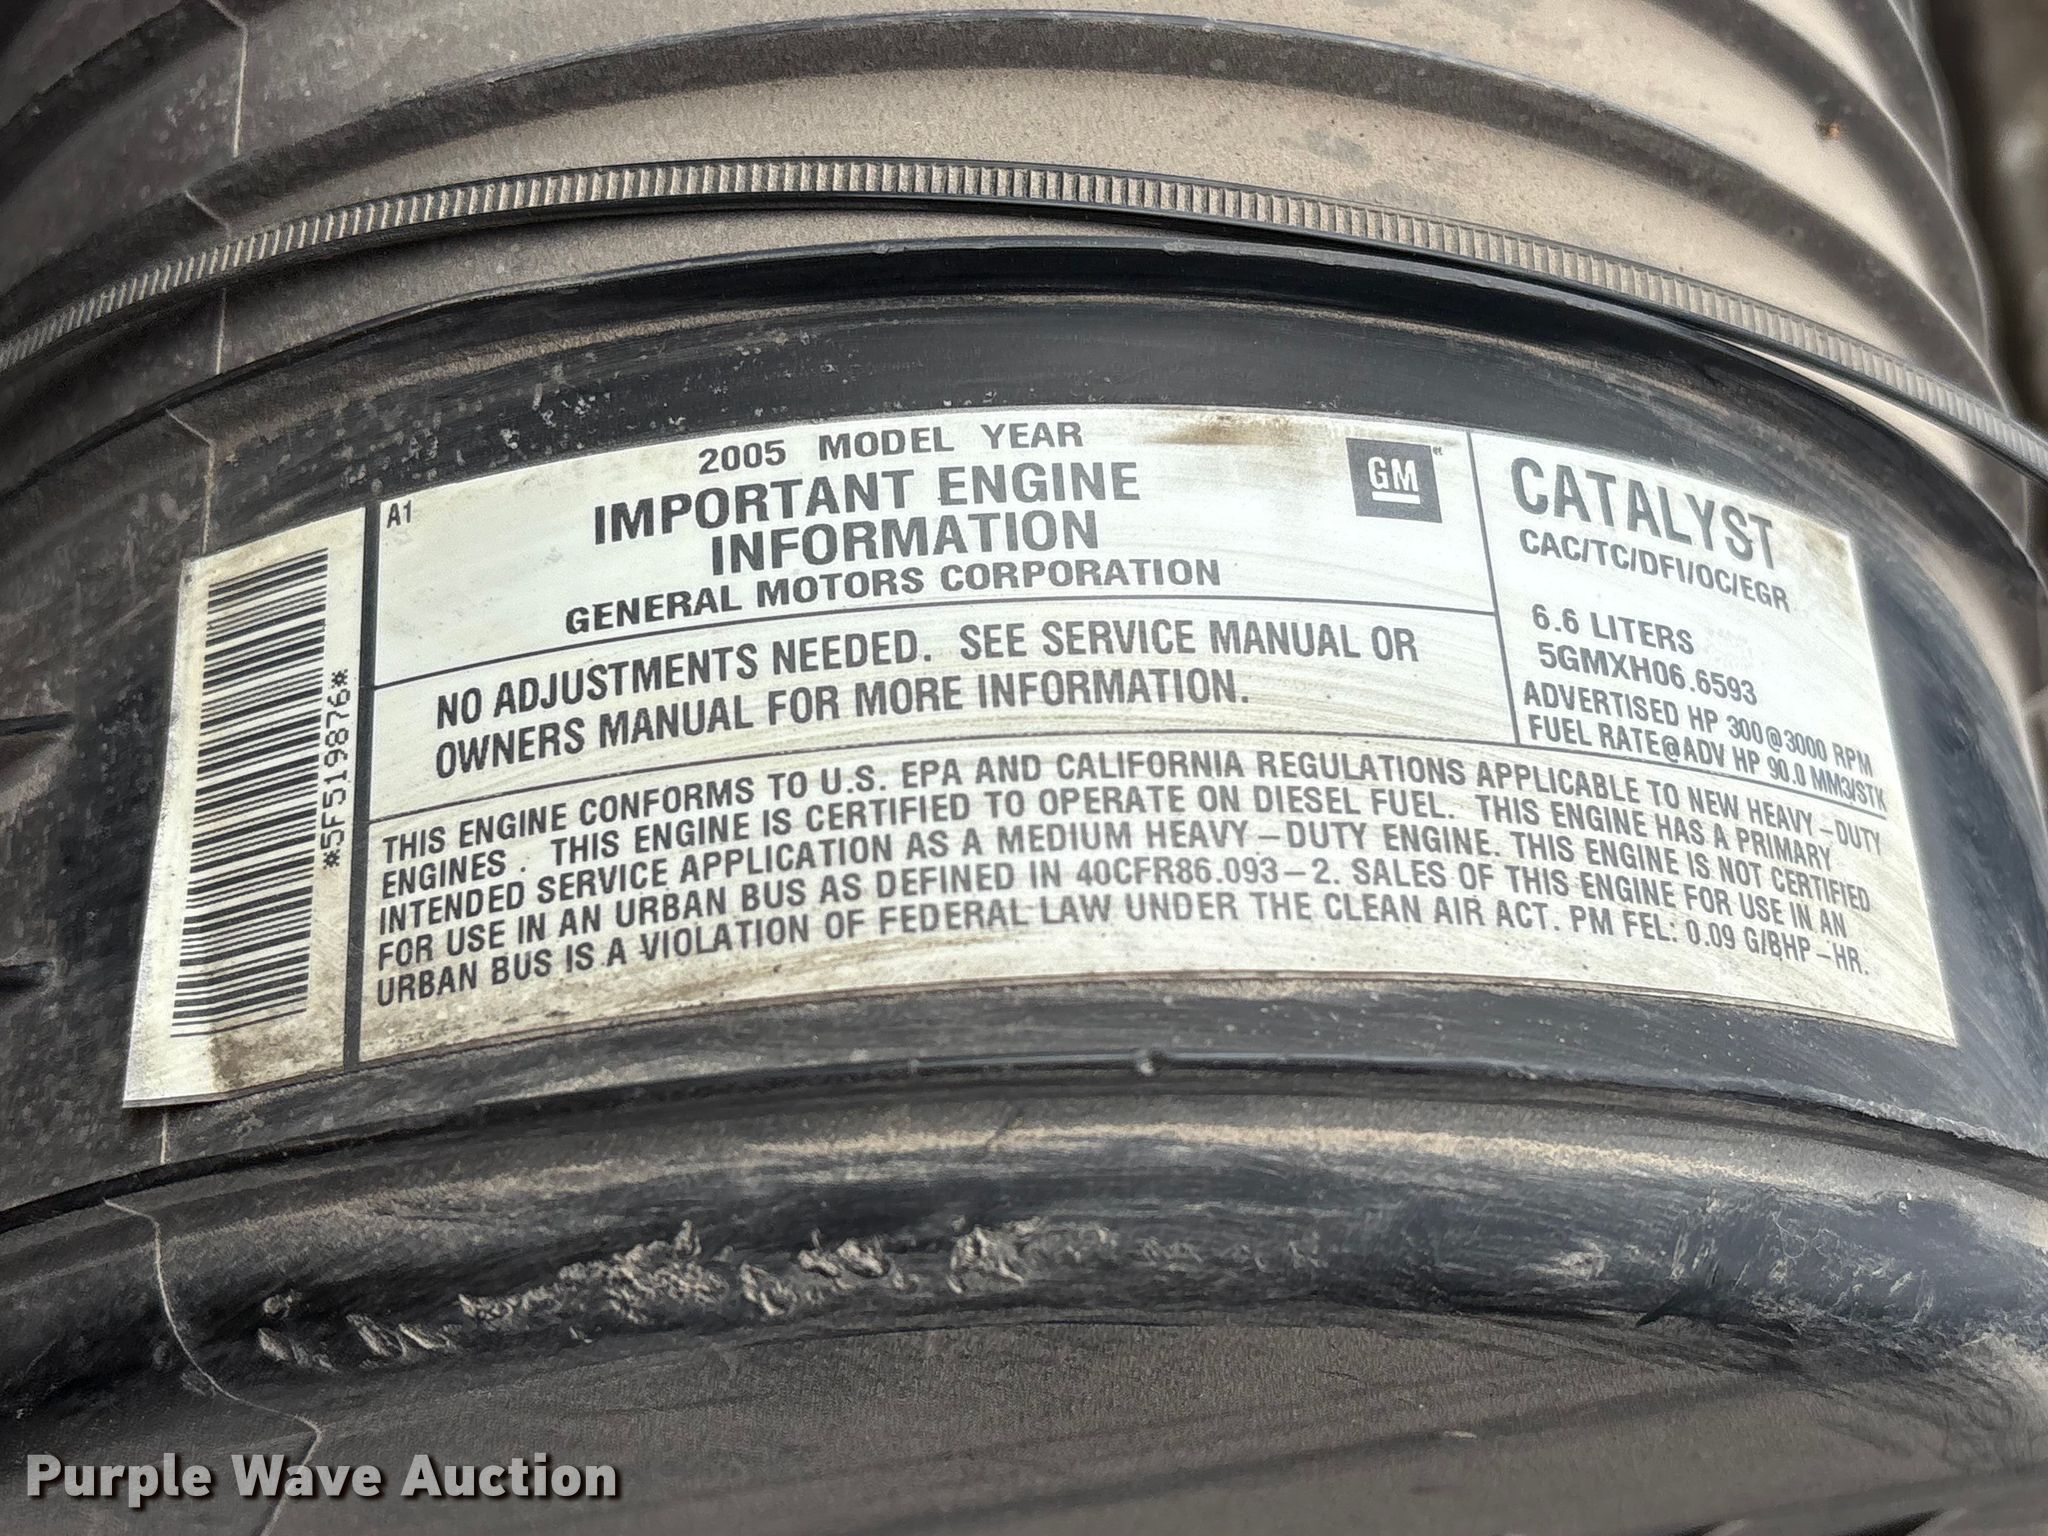 2005 MODEL YEAR
IMPORTANT ENGINE
INFORMATION
GENERAL MOTORS CORPORATION
A1
GM
*5F519876*
NO ADJUSTMENTS NEEDED. SEE SERVICE MANUAL OR
OWNERS MANUAL FOR MORE INFORMATION.
CATALYST
CAC/TC/DFI/OC/EGR
6.6 LITERS
5GMXH06.6593
ADVERTISED HP 300@3000 RPM
FUEL RATE@ADV HP 90.0 MM3/STK
THIS ENGINE CONFORMS TO U.S. EPA AND CALIFORNIA REGULATIONS APPLICABLE TO NEW HEAVY-DUTY
ENGINES. THIS ENGINE IS CERTIFIED TO OPERATE ON DIESEL FUEL. THIS ENGINE HAS A PRIMARY
INTENDED SERVICE APPLICATION AS A MEDIUM HEAVY-DUTY ENGINE. THIS ENGINE IS NOT CERTIFIED
FOR USE IN AN URBAN BUS AS DEFINED IN 40CFR86.093-2. SALES OF THIS ENGINE FOR USE IN AN
URBAN BUS IS A VIOLATION OF FEDERAL LAW UNDER THE CLEAN AIR ACT. PM FEL: 0.09 G/BHP-HR.
Purple Wave Auction